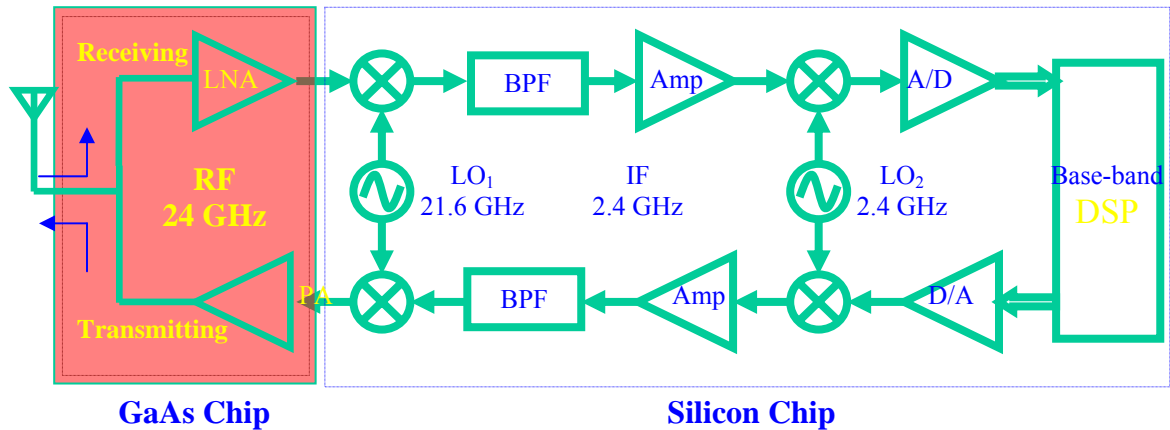 Receiving
LNA
RF
24 GHz
PA
Transmitting
GaAs Chip
BPF
Amp
A/D
LO₁
21.6 GHz
IF
2.4 GHz
LO₂
2.4 GHz
Base-band
DSP
BPF
Amp
D/A
Silicon Chip